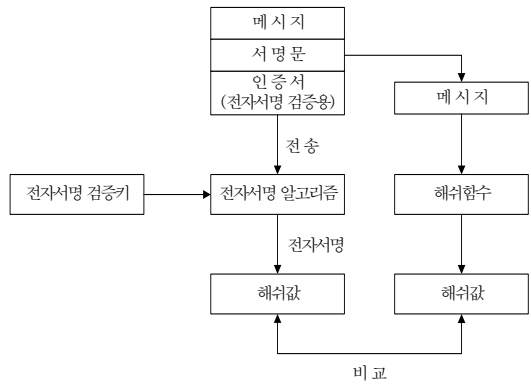 메 시 지
서 명 문
인 증 서
(전자서명 검증용)
메 시 지
전 송
전자서명 검증키
전자서명 알고리즘
해쉬함수
전자서명
해쉬값
해쉬값
비 교